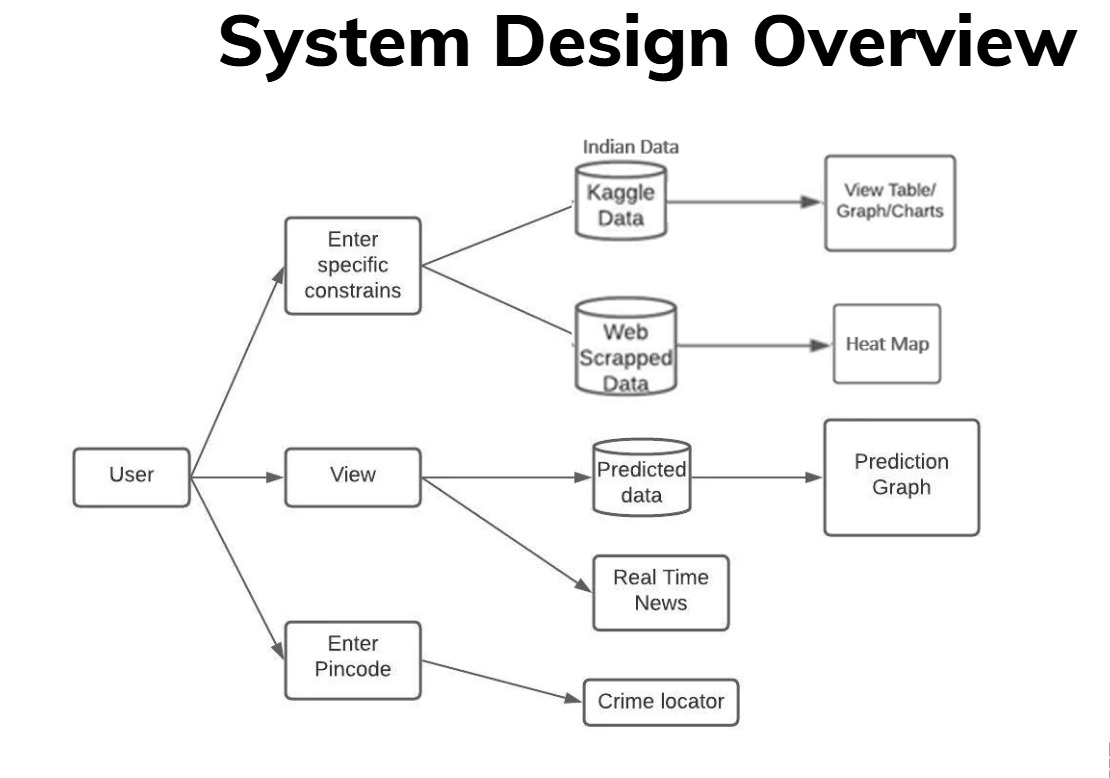 System Design Overview
Indian Data
Kaggle
Data
View Table/
Graph/Charts
Enter
specific
constrains
Web
Scrapped
Data
Heat Map
User
View
Predicted
data
Prediction
Graph
Real Time
News
Enter
Pincode
Crime locator